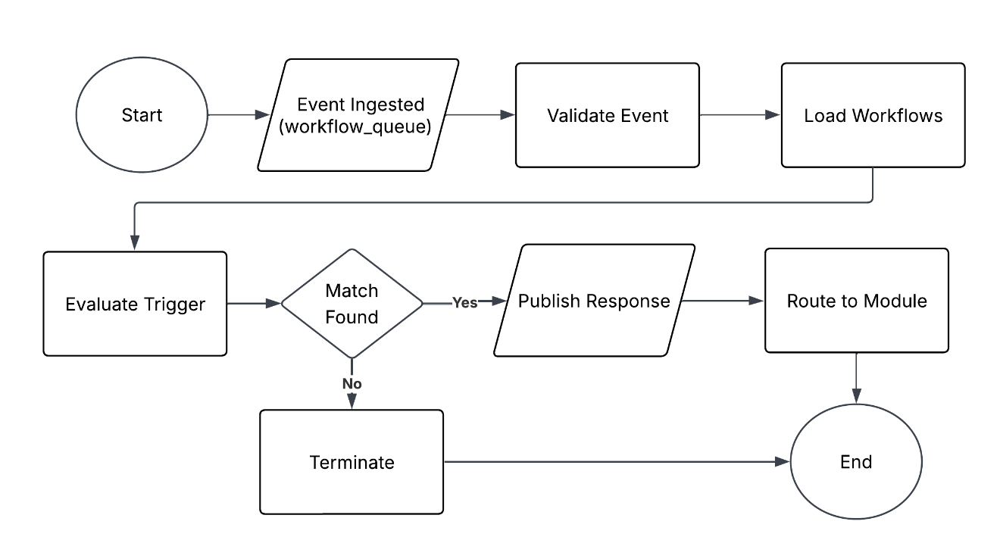 Start
Event Ingested
(workflow_queue)
Validate Event
Load Workflows
Evaluate Trigger
Match
Found
Yes
Publish Response
Route to Module
No
Terminate
End